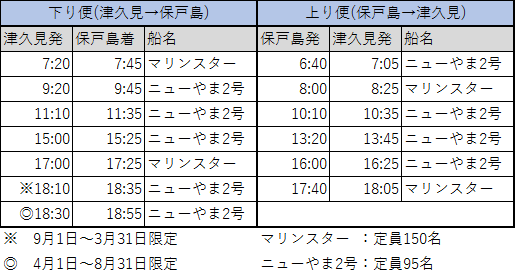 下り便(津久見→保戸島) 上り便(保戸島→津久見)
津久見発 保戸島着 船名 保戸島発 津久見着 船名
7:20 7:45 マリンスター 6:40 7:05 ニューやま2号
9:20 9:45 ニューやま2号 8:00 8:25 マリンスター
11:10 11:35 ニューやま2号 10:10 10:35 ニューやま2号
15:00 15:25 ニューやま2号 13:20 13:45 ニューやま2号
17:00 17:25 マリンスター 16:00 16:25 ニューやま2号
※18:10 18:35 ニューやま2号 17:40 18:05 マリンスター
◎18:30 18:55 ニューやま2号
※ 9月1日～3月31日限定 マリンスター ：定員150名
◎ 4月1日～8月31日限定 ニューやま2号：定員95名